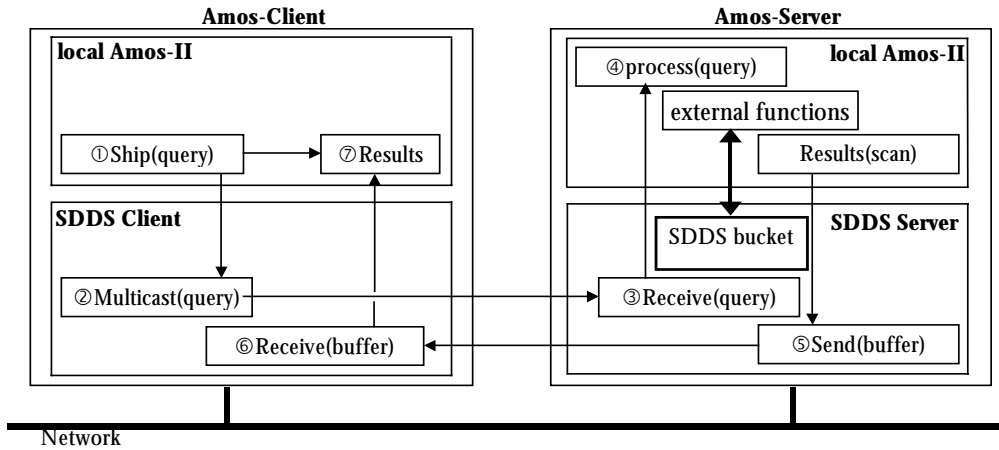 Amos-Client
local Amos-II
①Ship(query)
⑦Results
SDDS Client
②Multicast(query)
⑥Receive(buffer)
Amos-Server
local Amos-II
④process(query)
external functions
Results(scan)
SDDS bucket
SDDS Server
③Receive(query)
⑤Send(buffer)
Network